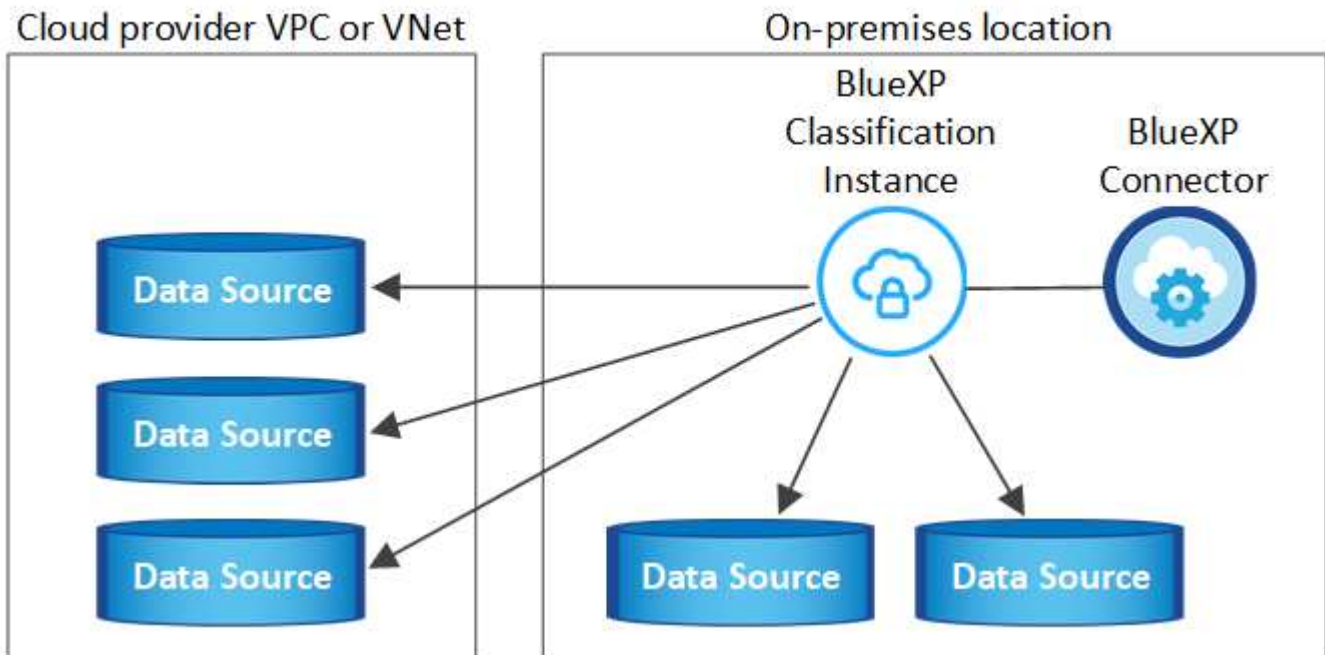 Cloud provider VPC or VNet
On-premises location
BlueXP
Classification
Instance
BlueXP
Connector
Data Source
Data Source
Data Source
Data Source
Data Source